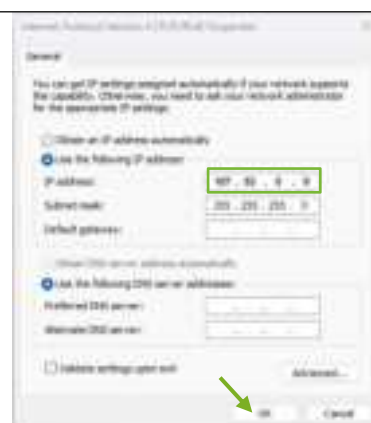 Internet Protocol Version 4 (TCP/IPv4) Properties
General
You can get IP settings assigned automatically if your network supports
this capability. Otherwise, you need to ask your network administrator
for the appropriate IP settings.
Obtain an IP address automatically
Use the following IP address:
IP address:
Subnet mask: 255 . 255 . 255 . 0
Default gateway:
Obtain DNS server address automatically
Use the following DNS server addresses:
Preferred DNS server:
Alternate DNS server:
Validate settings upon exit
Advanced...
OK Cancel